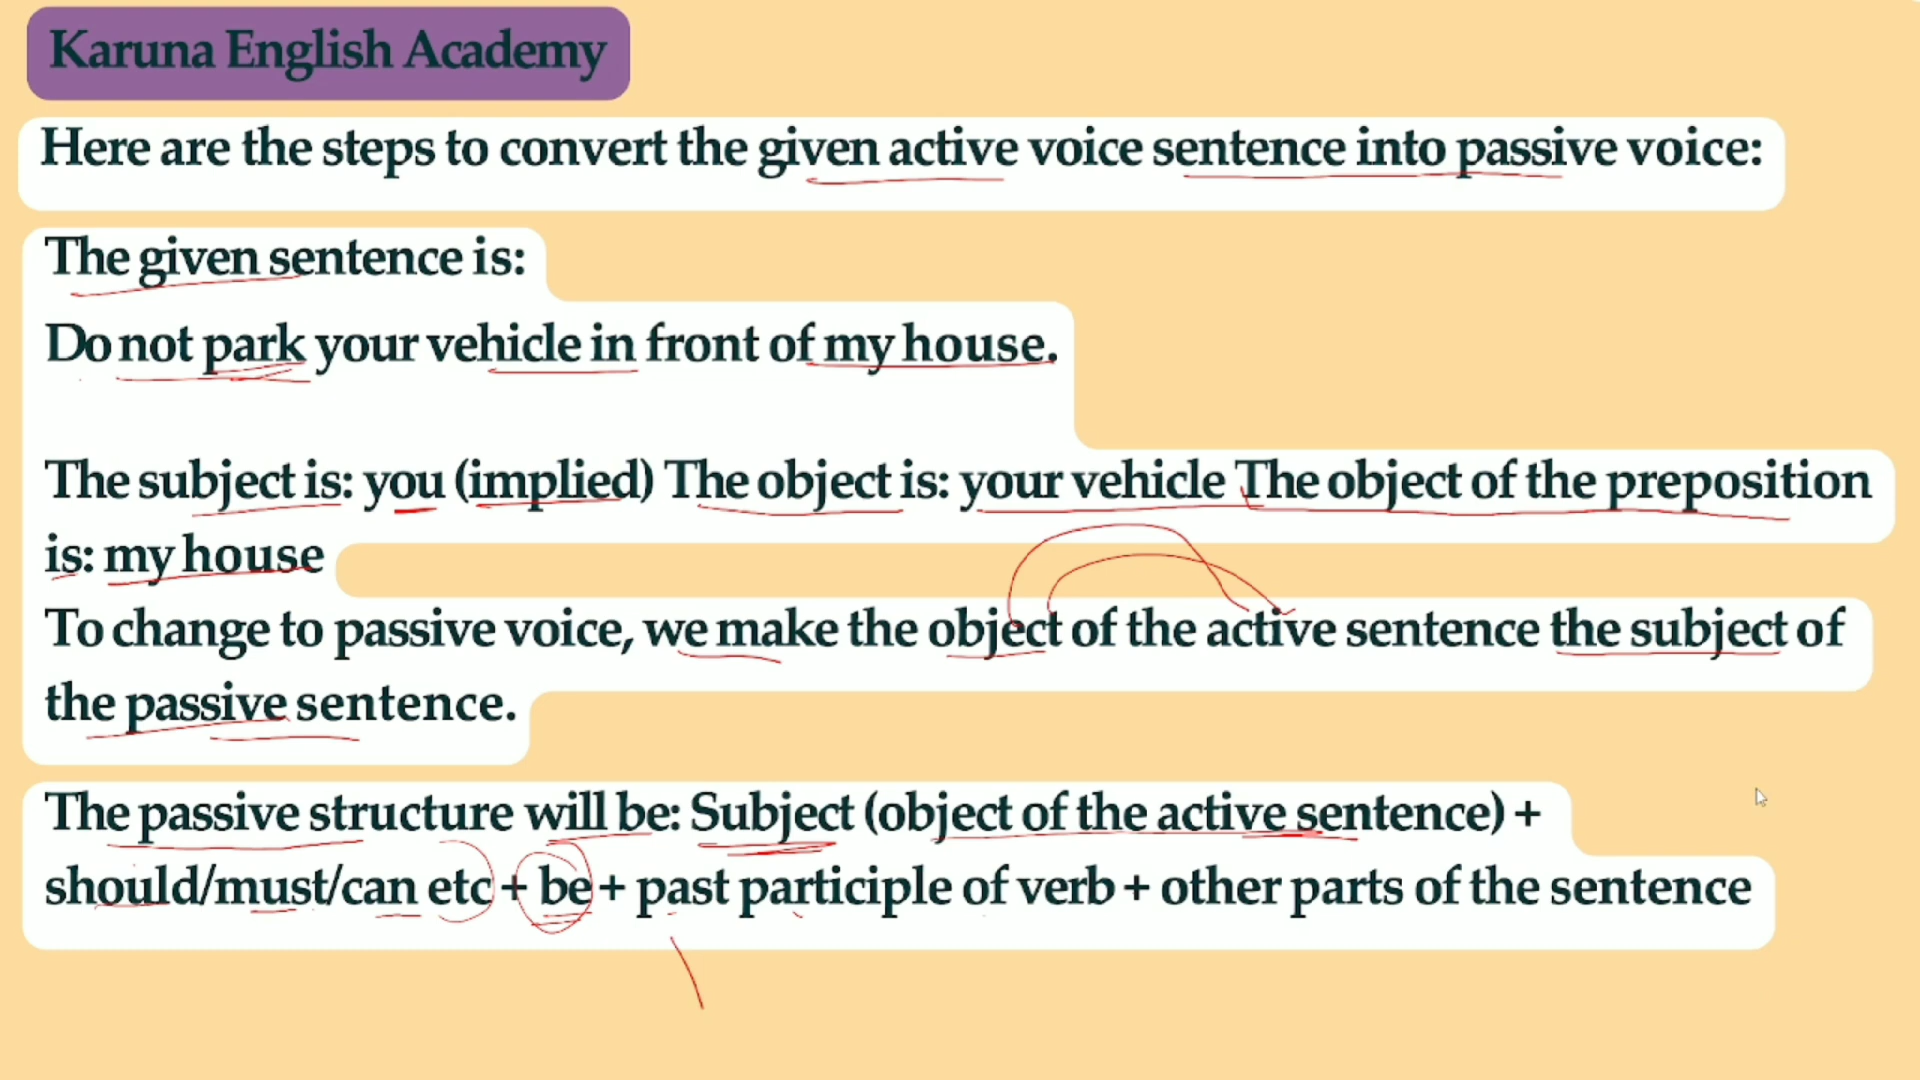 Karuna English Academy
Here are the steps to convert the given active voice sentence into passive voice:
The given sentence is:
Do not park your vehicle in front of my house.
The subject is: you (implied) The object is: your vehicle The object of the preposition
is: my house
To change to passive voice, we make the object of the active sentence the subject of
the passive sentence.
The passive structure will be: Subject (object of the active sentence) +
should/must/can etc + be + past participle of verb + other parts of the sentence